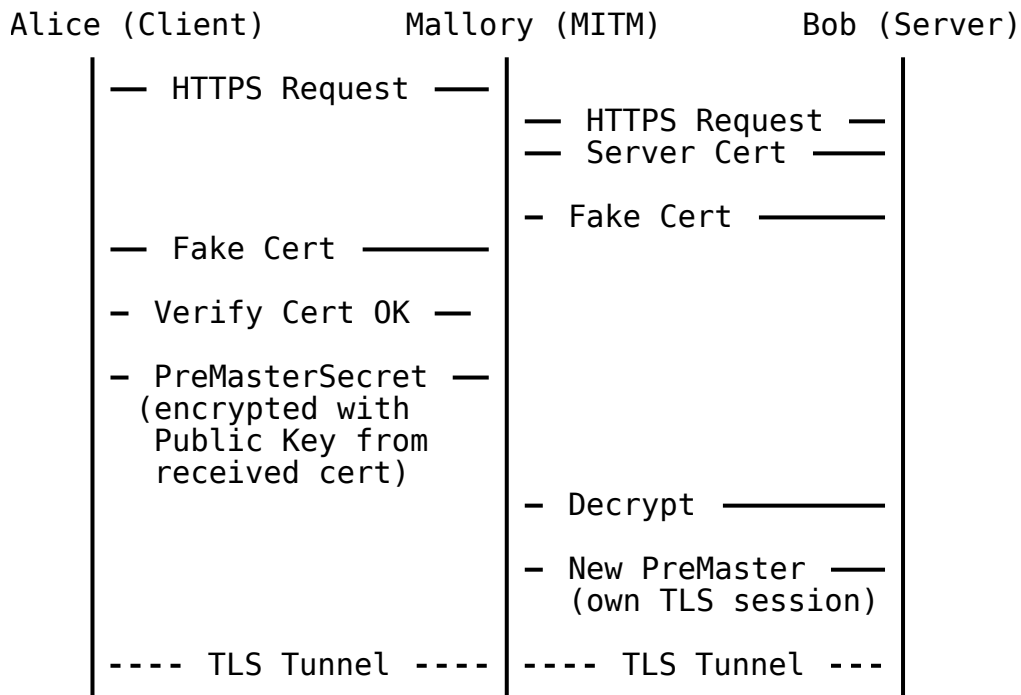 Alice (Client) Mallory (MITM) Bob (Server)
HTTPS Request
HTTPS Request
Server Cert
Fake Cert
Fake Cert
Verify Cert OK
PreMasterSecret
(encrypted with
Public Key from
received cert)
Decrypt
New PreMaster
(own TLS session)
TLS Tunnel TLS Tunnel